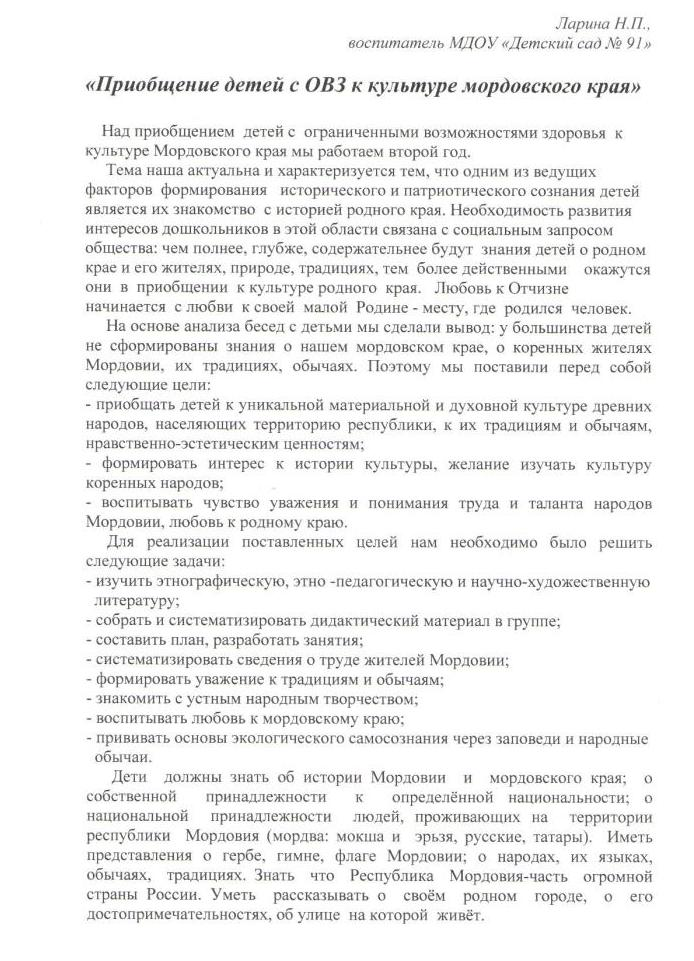 Ларина Н.П.,
воспитатель МДОУ «Детский сад № 91»
«Приобщение детей с ОВЗ к культуре мордовского края»
Над приобщением детей с ограниченными возможностями здоровья к
культуре Мордовского края мы работаем второй год.
Тема наша актуальна и характеризуется тем, что одним из ведущих
факторов формирования исторического и патриотического сознания детей
является их знакомство с историей родного края. Необходимость развития
интересов дошкольников в этой области связана с социальным запросом
общества: чем полнее, глубже, содержательнее будут знания детей о родном
крае и его жителях, природе, традициях, тем более действенными окажутся
они в приобщении к культуре родного края. Любовь к Отчизне
начинается с любви к своей малой Родине - месту, где родился человек.
На основе анализа бесед с детьми мы сделали вывод: у большинства детей
не сформированы знания о нашем мордовском крае, о коренных жителях
Мордовии, их традициях, обычаях. Поэтому мы поставили перед собой
следующие цели:
- приобщать детей к уникальной материальной и духовной культуре древних
народов, населяющих территорию республики, к их традициям и обычаям,
нравственно-эстетическим ценностям;
- формировать интерес к истории культуры, желание изучать культуру
коренных народов;
- воспитывать чувство уважения и понимания труда и таланта народов
Мордовии, любовь к родному краю.
Для реализации поставленных целей нам необходимо было решить
следующие задачи:
- изучить этнографическую, этно -педагогическую и научно-художественную
литературу;
- собрать и систематизировать дидактический материал в группе;
- составить план, разработать занятия;
- систематизировать сведения о труде жителей Мордовии;
- формировать уважение к традициям и обычаям;
- знакомить с устным народным творчеством;
- воспитывать любовь к мордовскому краю;
- прививать основы экологического самосознания через заповеди и народные
обычаи.
Дети должны знать об истории Мордовии и мордовского края; о
собственной принадлежности к определённой национальности; о
национальной принадлежности людей, проживающих на территории
республики Мордовия (мордва: мокша и эрьзя, русские, татары). Иметь
представления о гербе, гимне, флаге Мордовии; о народах, их языках,
обычаях, традициях. Знать что Республика Мордовия-часть огромной
страны России. Уметь рассказывать о своём родном городе, о его
достопримечательностях, об улице на которой живёт.